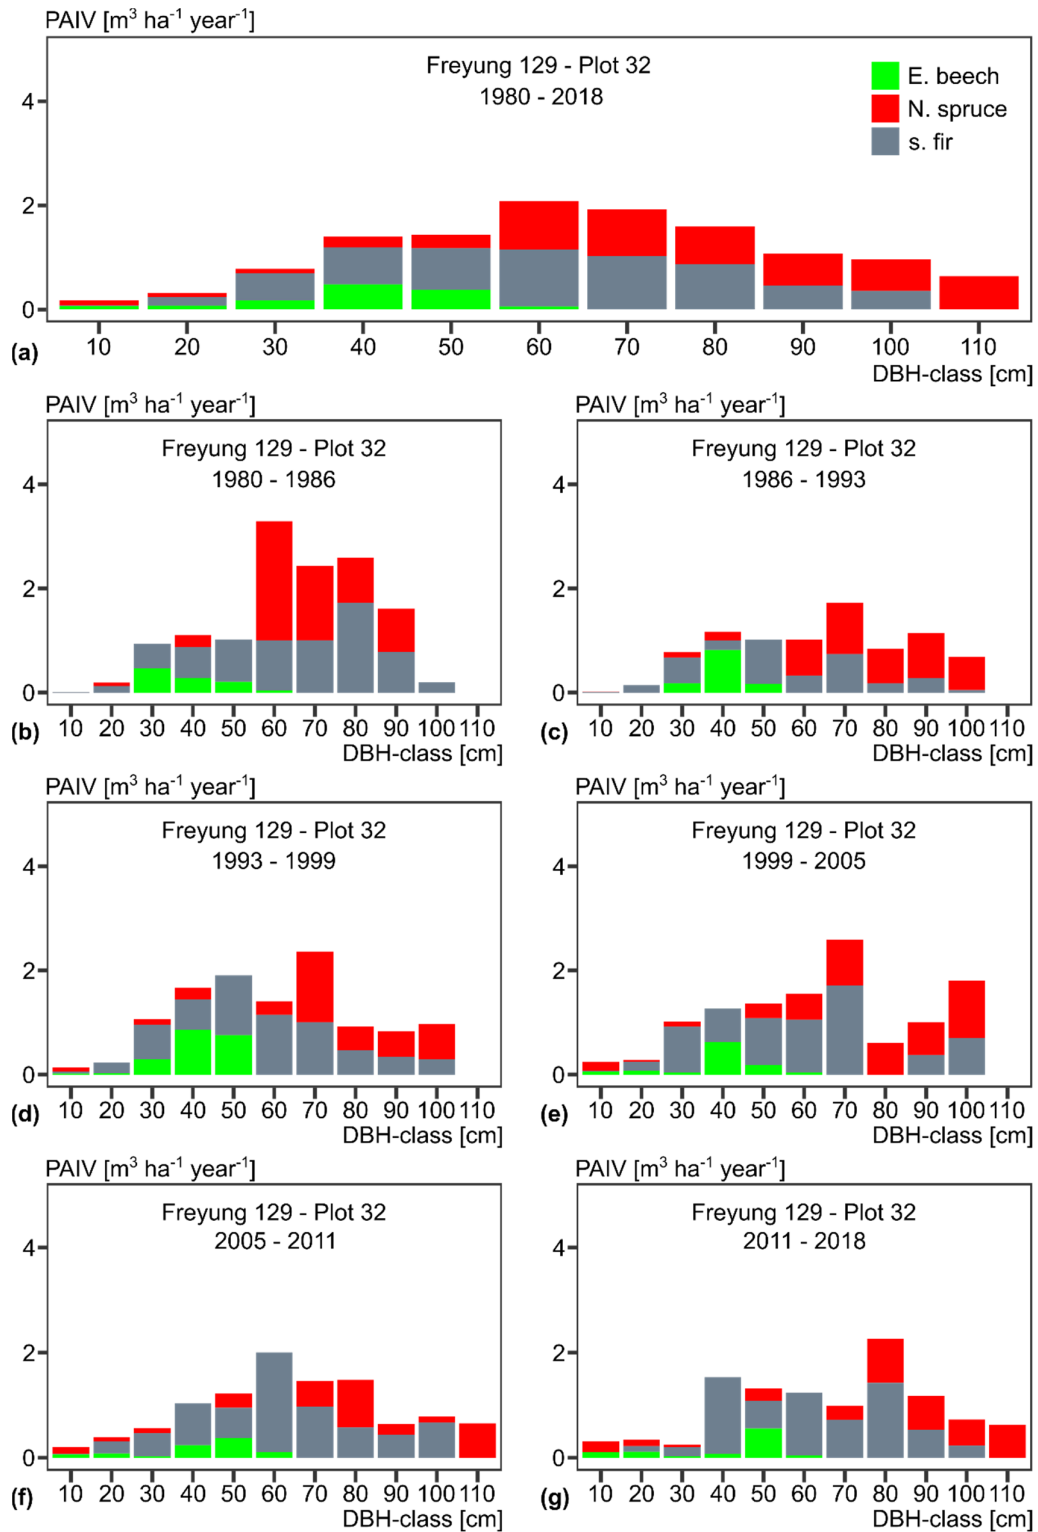 PAIV [m³ ha⁻¹ year⁻¹]
Freyung 129 - Plot 32
1980 - 2018
E. beech
N. spruce
s. fir
4
2
0
10 20 30 40 50 60 70 80 90 100 110
(a)
DBH-class [cm]
PAIV [m³ ha⁻¹ year⁻¹]
Freyung 129 - Plot 32
1980 - 1986
4
2
0
10 20 30 40 50 60 70 80 90 100 110
(b)
DBH-class [cm]
PAIV [m³ ha⁻¹ year⁻¹]
Freyung 129 - Plot 32
1986 - 1993
4
2
0
10 20 30 40 50 60 70 80 90 100 110
(c)
DBH-class [cm]
PAIV [m³ ha⁻¹ year⁻¹]
Freyung 129 - Plot 32
1993 - 1999
4
2
0
10 20 30 40 50 60 70 80 90 100 110
(d)
DBH-class [cm]
PAIV [m³ ha⁻¹ year⁻¹]
Freyung 129 - Plot 32
1999 - 2005
4
2
0
10 20 30 40 50 60 70 80 90 100 110
(e)
DBH-class [cm]
PAIV [m³ ha⁻¹ year⁻¹]
Freyung 129 - Plot 32
2005 - 2011
4
2
0
10 20 30 40 50 60 70 80 90 100 110
(f)
DBH-class [cm]
PAIV [m³ ha⁻¹ year⁻¹]
Freyung 129 - Plot 32
2011 - 2018
4
2
0
10 20 30 40 50 60 70 80 90 100 110
(g)
DBH-class [cm]